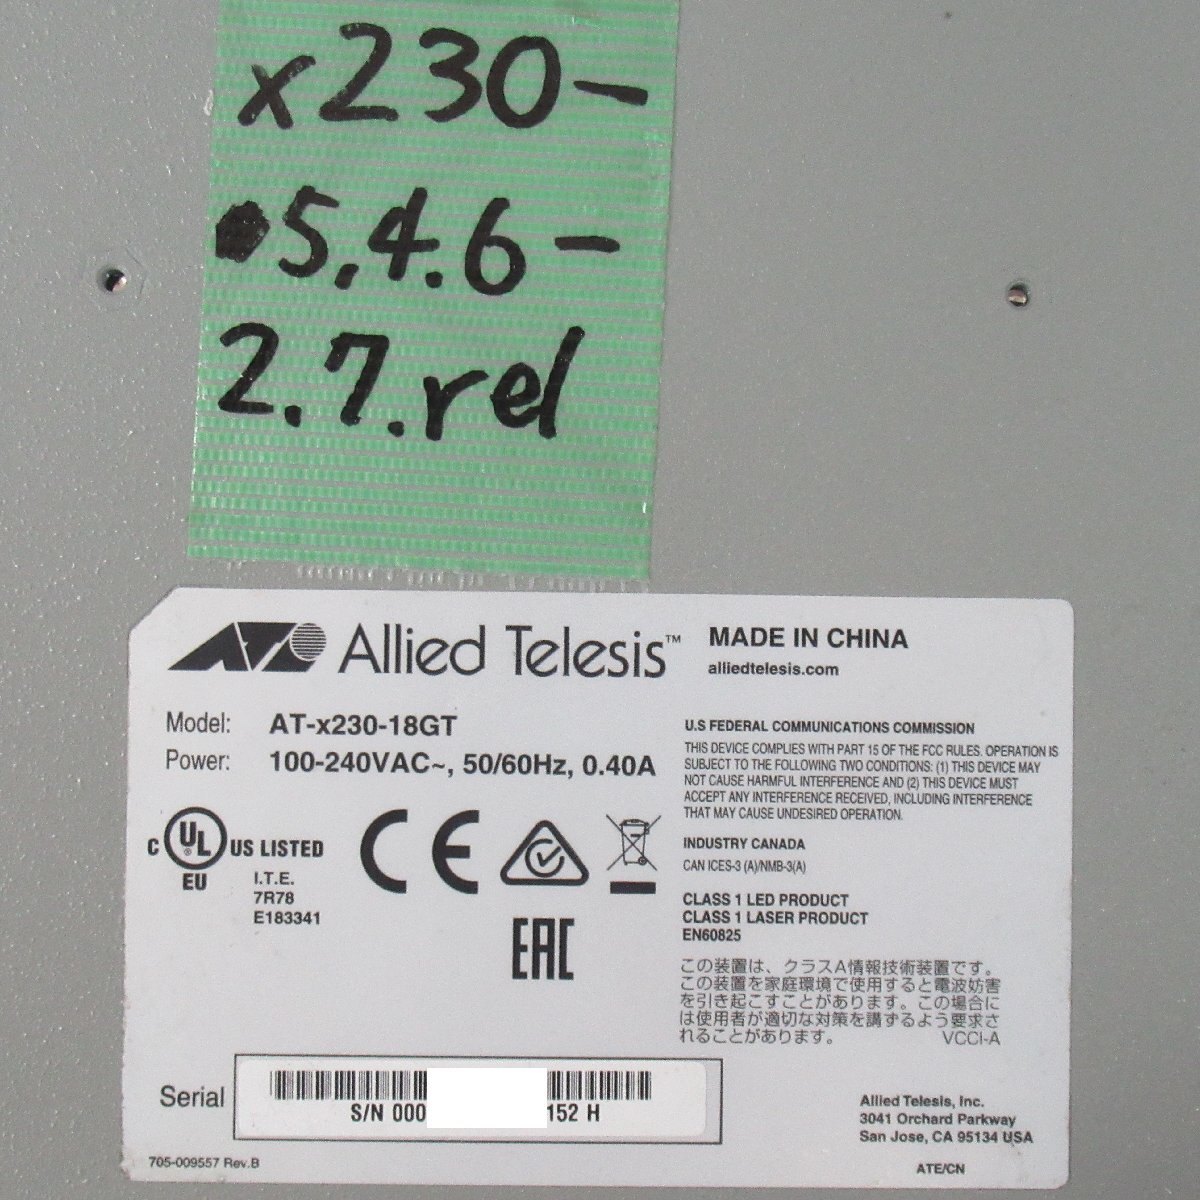 x230-
5.4.6-
2.7.rel
Allied Telesis™
MADE IN CHINA
alliedtelesis.com
Model: AT-x230-18GT
Power: 100-240VAC~, 50/60Hz, 0.40A
U.S FEDERAL COMMUNICATIONS COMMISSION
THIS DEVICE COMPLIES WITH PART 15 OF THE FCC RULES. OPERATION IS
SUBJECT TO THE FOLLOWING TWO CONDITIONS: (1) THIS DEVICE MAY
NOT CAUSE HARMFUL INTERFERENCE AND (2) THIS DEVICE MUST
ACCEPT ANY INTERFERENCE RECEIVED, INCLUDING INTERFERENCE
THAT MAY CAUSE UNDESIRED OPERATION.
INDUSTRY CANADA
CAN ICES-3 (A)/NMB-3(A)
CLASS 1 LED PRODUCT
CLASS 1 LASER PRODUCT
EN60825
C UL® US LISTED
EU
I.T.E.
7R78
E183341
CE
EAC
この装置は、クラスA情報技術装置です。
この装置を家庭環境で使用すると電波妨害
を引き起こすことがあります。この場合に
は使用者が適切な対策を講ずるよう要求さ
れることがあります。 VCCI-A
Serial
S/N 000 152 H
Allied Telesis, Inc.
3041 Orchard Parkway
San Jose, CA 95134 USA
705-009557 Rev.B
ATE/CN